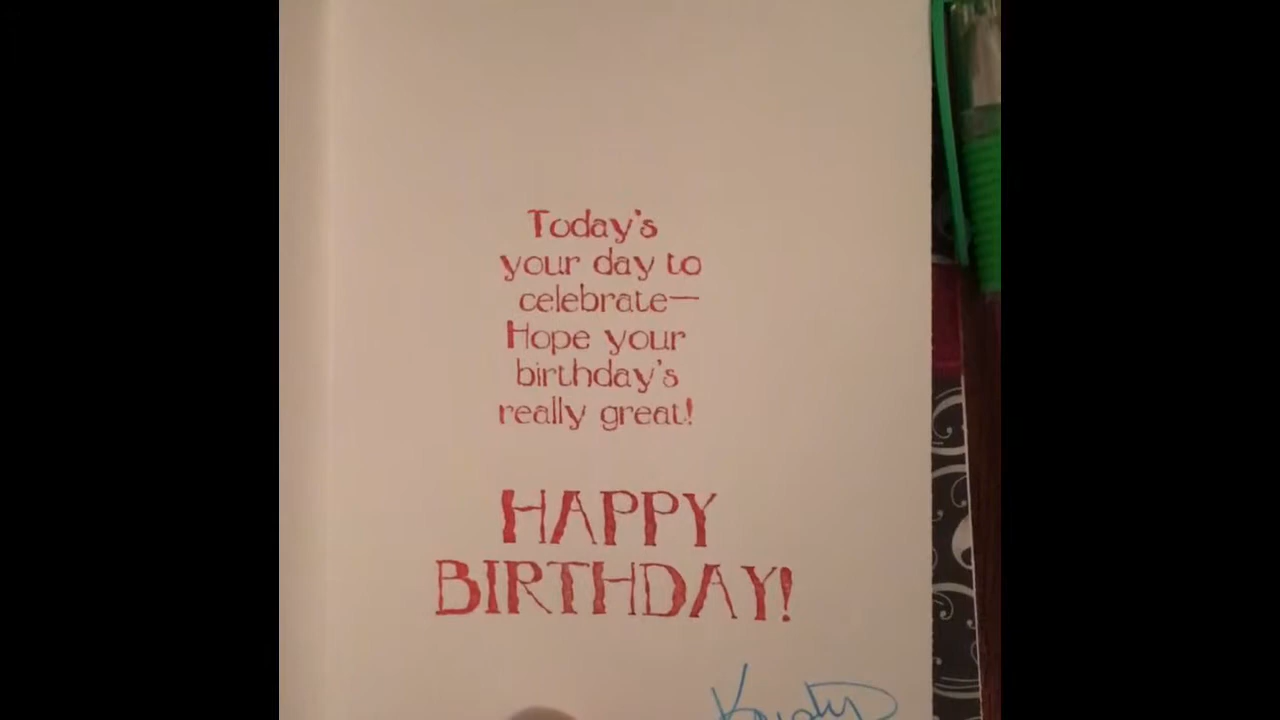 Today's
your day to
celebrate—
Hope your
birthday's
really great!
HAPPY
BIRTHDAY!